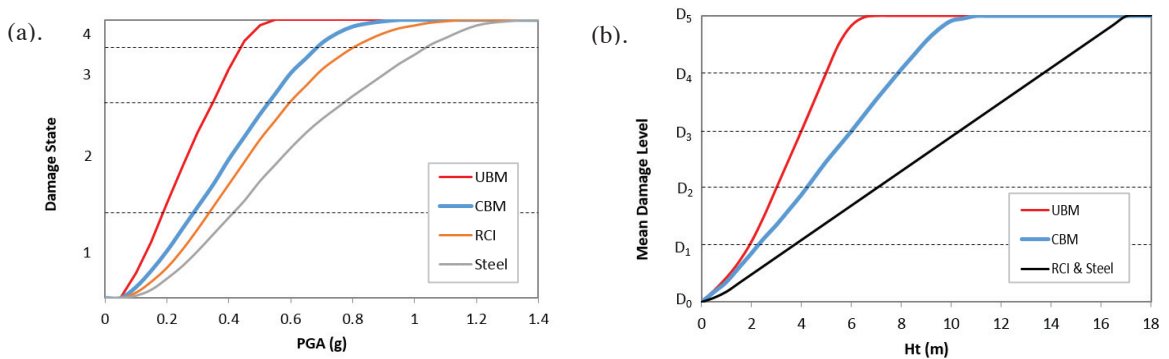 (a).
Damage State
4
3
2
1
UBM
CBM
RCI
Steel
0 0.2 0.4 0.6 0.8 1 1.2 1.4
PGA (g)
(b).
Mean Damage Level
D5
D4
D3
D2
D1
D0
UBM
CBM
RCI & Steel
0 2 4 6 8 10 12 14 16 18
Ht (m)